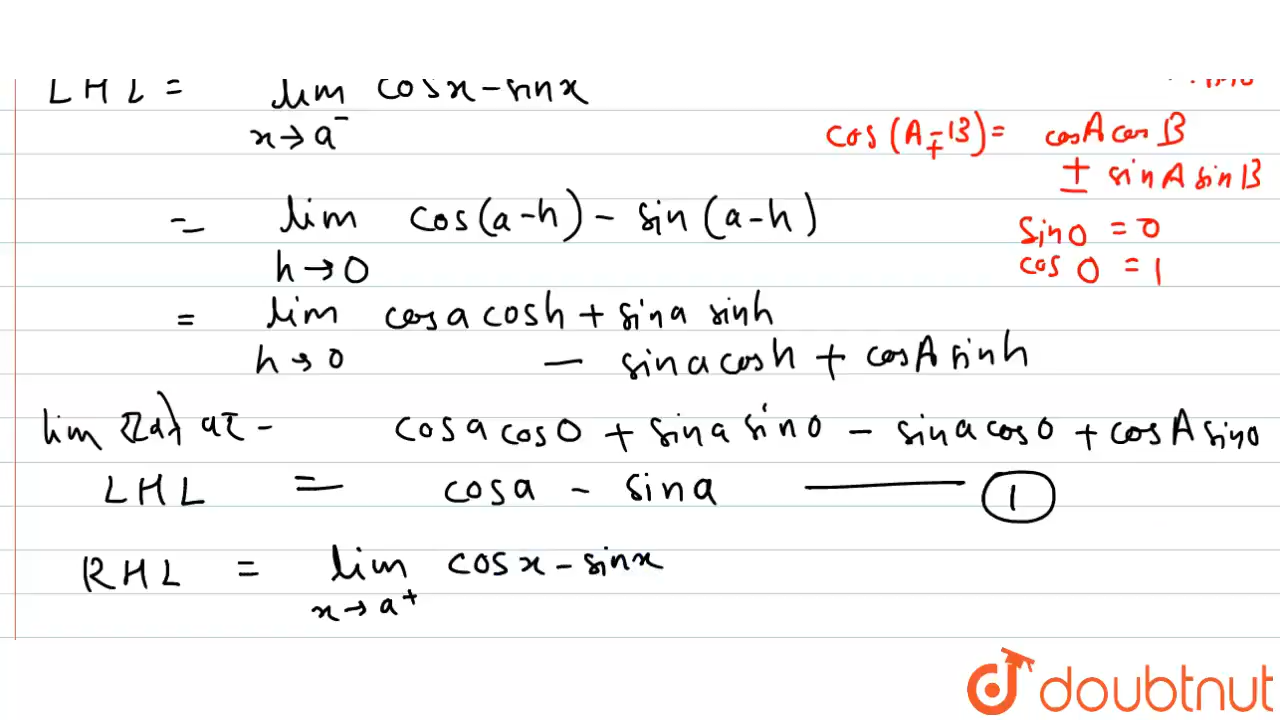 LHL = lim cosx - sinx
x→a⁻
cos(A∓B) = cosA cosB
± sinA sinB
= lim cos(a-h) - sin(a-h)
h→0
sin0 = 0
cos 0 = 1
= lim cosa cosh + sina sinh
h→0 - sina cosh + cosA sinh
lim cosa cos0 + sina sin0 - sina cos0 + cosA sin0
LHL = cosa - sina 1
RHL = lim cosx - sinx
x→a⁺
doubtnut